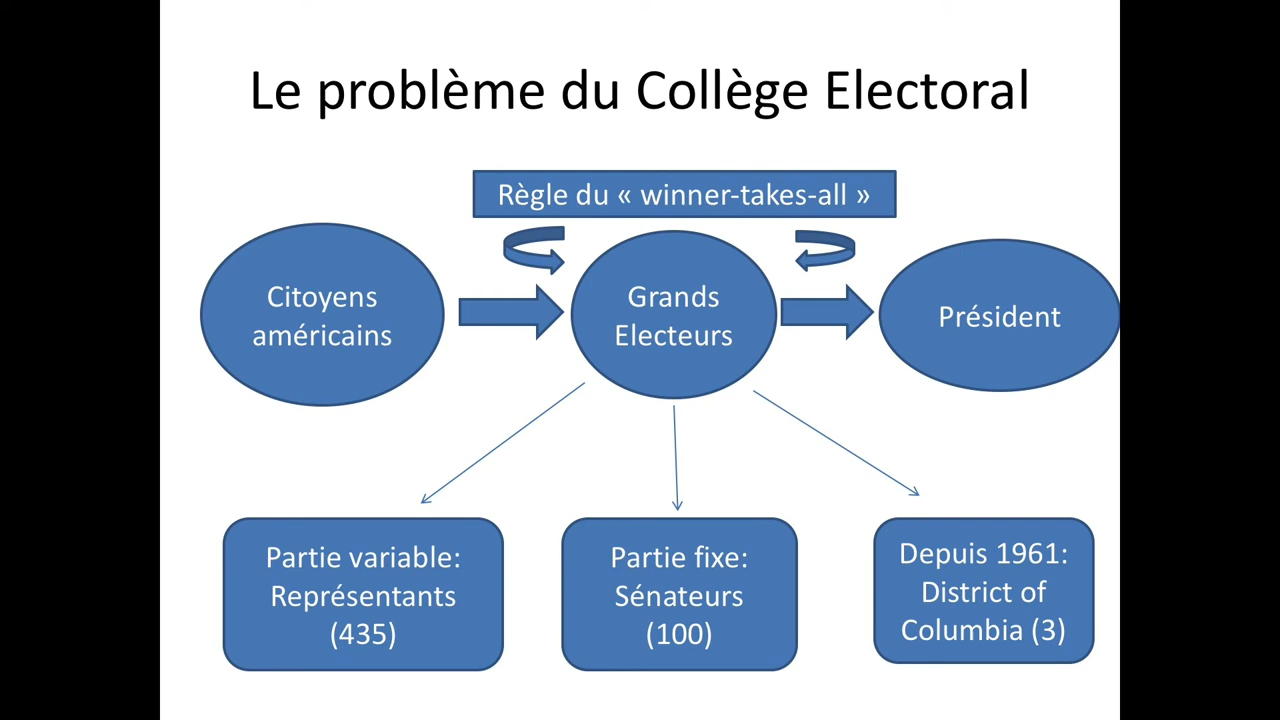 Le problème du Collège Electoral
Règle du « winner-takes-all »
Citoyens
américains
Grands
Electeurs
Président
Partie variable:
Représentants
(435)
Partie fixe:
Sénateurs
(100)
Depuis 1961:
District of
Columbia (3)